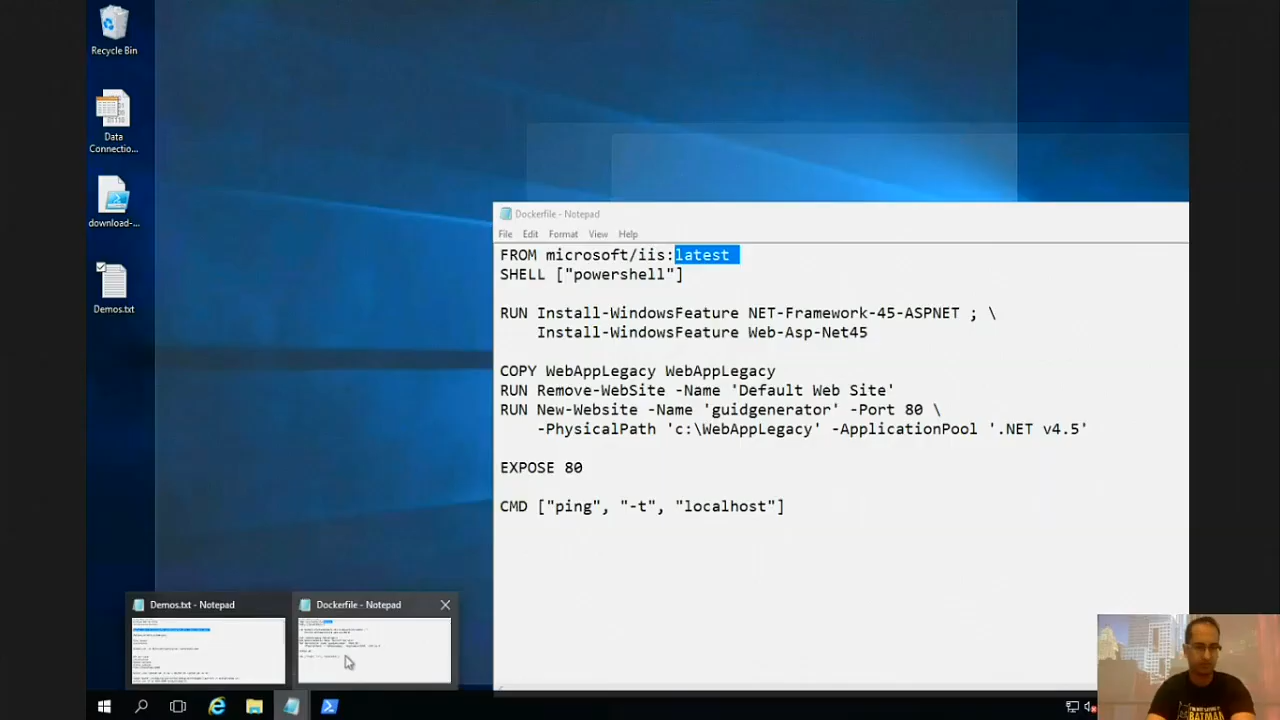 Recycle Bin
Data
Connectio...
download-...
Demos.txt
Dockerfile - Notepad
File Edit Format View Help
FROM microsoft/iis:latest
SHELL ["powershell"]
RUN Install-WindowsFeature NET-Framework-45-ASPNET ; \
Install-WindowsFeature Web-Asp-Net45
COPY WebAppLegacy WebAppLegacy
RUN Remove-WebSite -Name 'Default Web Site'
RUN New-Website -Name 'guidgenerator' -Port 80 \
-PhysicalPath 'c:\WebAppLegacy' -ApplicationPool '.NET v4.5'
EXPOSE 80
CMD ["ping", "-t", "localhost"]
Demos.txt - Notepad
Dockerfile - Notepad
BATMAN